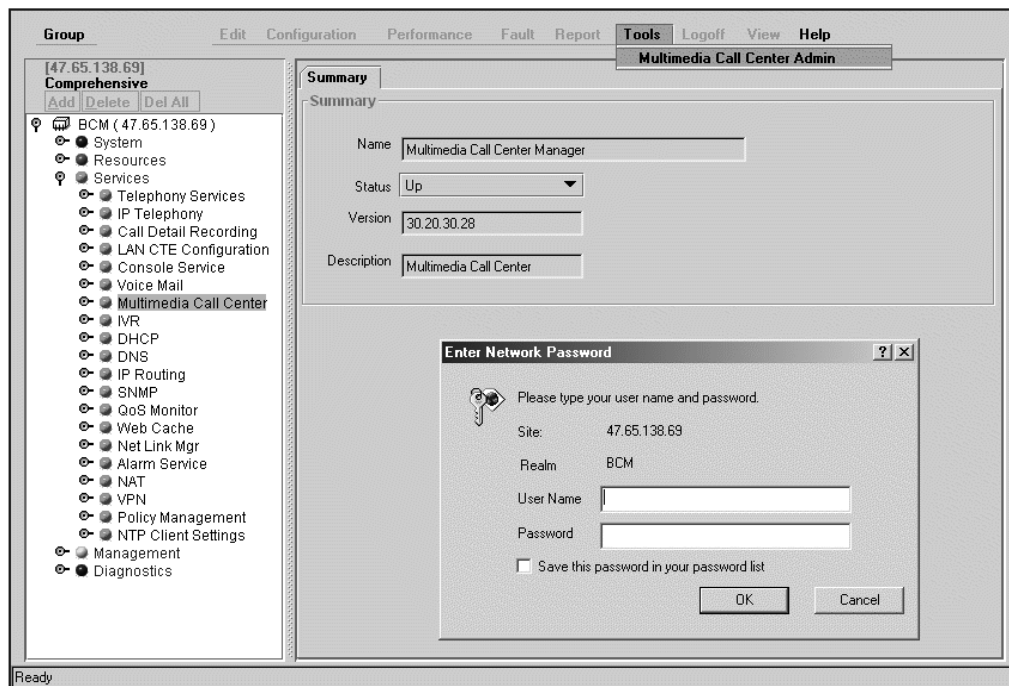 Group Edit Configuration Performance Fault Report Tools Logoff View Help
Multimedia Call Center Admin
[47.65.138.69]
Comprehensive
Add Delete Del All
BCM ( 47.65.138.69 )
System
Resources
Services
Telephony Services
IP Telephony
Call Detail Recording
LAN CTE Configuration
Console Service
Voice Mail
Multimedia Call Center
IVR
DHCP
DNS
IP Routing
SNMP
QoS Monitor
Web Cache
Net Link Mgr
Alarm Service
NAT
VPN
Policy Management
NTP Client Settings
Management
Diagnostics
Summary
Summary
Name Multimedia Call Center Manager
Status Up
Version 30.20.30.28
Description Multimedia Call Center
Enter Network Password ? X
Please type your user name and password.
Site: 47.65.138.69
Realm BCM
User Name
Password
Save this password in your password list
OK Cancel
Ready